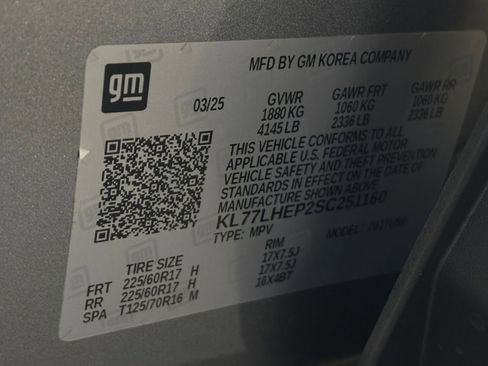 gm
MFD BY GM KOREA COMPANY
03/25 GVWR GAWR FRT GAWR RR
1880 KG 1060 KG 1060 KG
4145 LB 2336 LB 2336 LB
THIS VEHICLE CONFORMS TO ALL
APPLICABLE U.S. FEDERAL MOTOR
VEHICLE SAFETY AND THEFT PREVENTION
STANDARDS IN EFFECT ON THE DATE OF
MANUFACTURE SHOWN ABOVE.
KL77LHEP2SC251160
TYPE: MPV MODEL:
TIRE SIZE RIM
FRT 225/60R17 H 17X7.5J
RR 225/60R17 H 17X7.5J
SPA T125/70R16 M 16X4BT